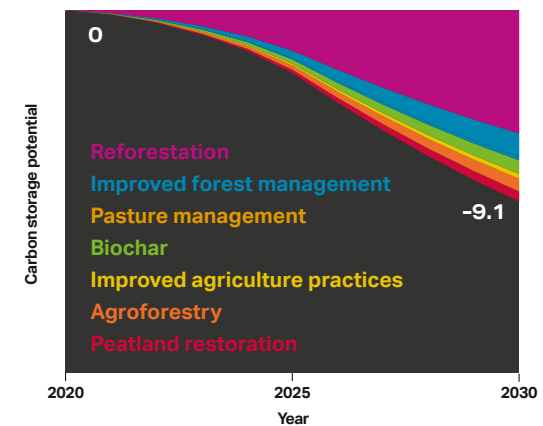 0
Carbon storage potential
Reforestation
Improved forest management
Pasture management
-9.1
Biochar
Improved agriculture practices
Agroforestry
Peatland restoration
2020
2025
2030
Year